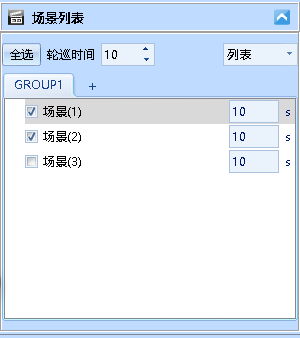 场景列表
全选 轮巡时间 10 列表
GROUP1 +
场景(1) 10 s
场景(2) 10 s
场景(3) 10 s